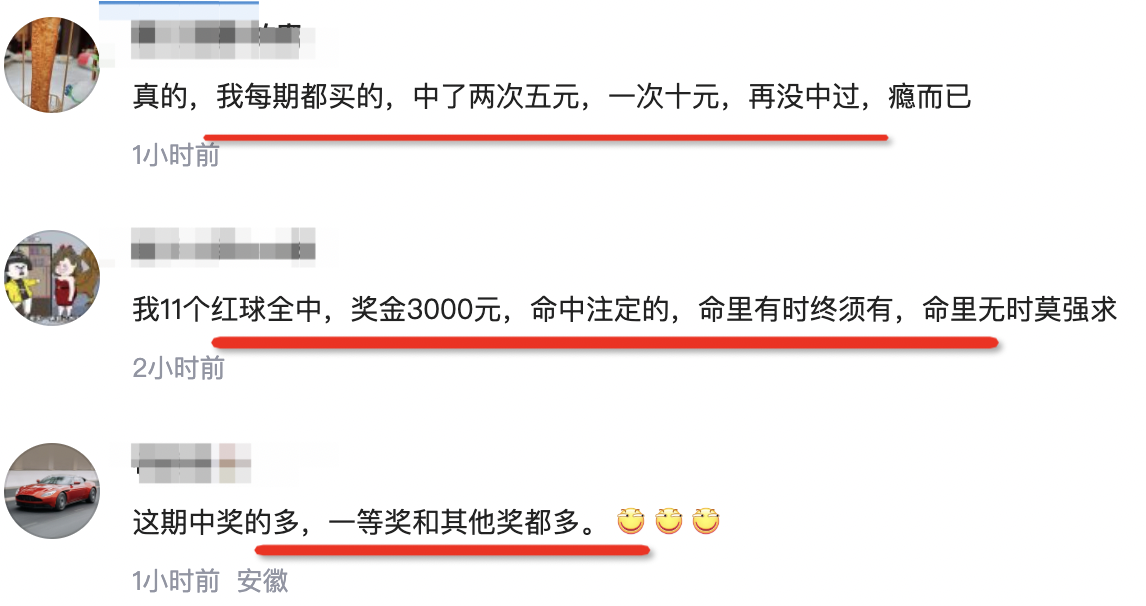 真的，我每期都买的，中了两次五元，一次十元，再没中过，瘾而已
1小时前
我11个红球全中，奖金3000元，命中注定的，命里有时终须有，命里无时莫强求
2小时前
这期中奖的多，一等奖和其他奖都多。
1小时前 安徽